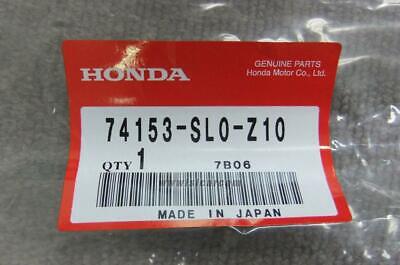 HONDA
GENUINE PARTS
Honda Motor Co., Ltd.
74153-SL0-Z10
QTY 1 7B06
MADE IN JAPAN